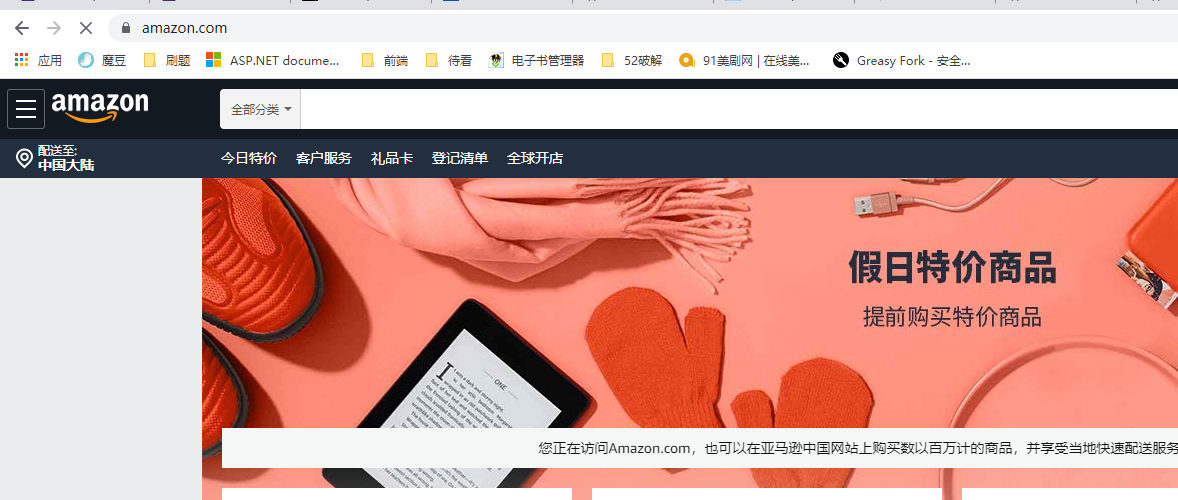 amazon.com
应用 魔豆 刷题 ASP.NET docume... 前端 待看 电子书管理器 52破解 91美剧网 | 在线美... Greasy Fork - 安全...
amazon
全部分类
配送至:
中国大陆
今日特价 客户服务 礼品卡 登记清单 全球开店
假日特价商品
提前购买特价商品
ONE
您正在访问Amazon.com，也可以在亚马逊中国网站上购买数以百万计的商品，并享受当地快速配送服务